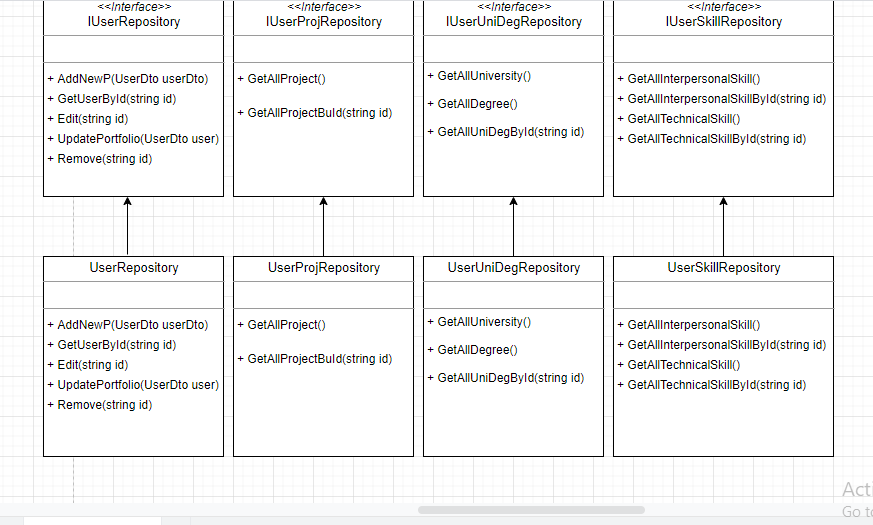 <<Interface>>
IUserRepository
+ AddNewP(UserDto userDto)
+ GetUserById(string id)
+ Edit(string id)
+ UpdatePortfolio(UserDto user)
+ Remove(string id)
<<Interface>>
IUserProjRepository
+ GetAllProject()
+ GetAllProjectBuId(string id)
<<Interface>>
IUserUniDegRepository
+ GetAllUniversity()
+ GetAllDegree()
+ GetAllUniDegById(string id)
<<Interface>>
IUserSkillRepository
+ GetAllInterpersonalSkill()
+ GetAllInterpersonalSkillById(string id)
+ GetAllTechnicalSkill()
+ GetAllTechnicalSkillById(string id)
UserRepository
+ AddNewP(UserDto userDto)
+ GetUserById(string id)
+ Edit(string id)
+ UpdatePortfolio(UserDto user)
+ Remove(string id)
UserProjRepository
+ GetAllProject()
+ GetAllProjectBuId(string id)
UserUniDegRepository
+ GetAllUniversity()
+ GetAllDegree()
+ GetAllUniDegById(string id)
UserSkillRepository
+ GetAllInterpersonalSkill()
+ GetAllInterpersonalSkillById(string id)
+ GetAllTechnicalSkill()
+ GetAllTechnicalSkillById(string id)
Acti
Go to